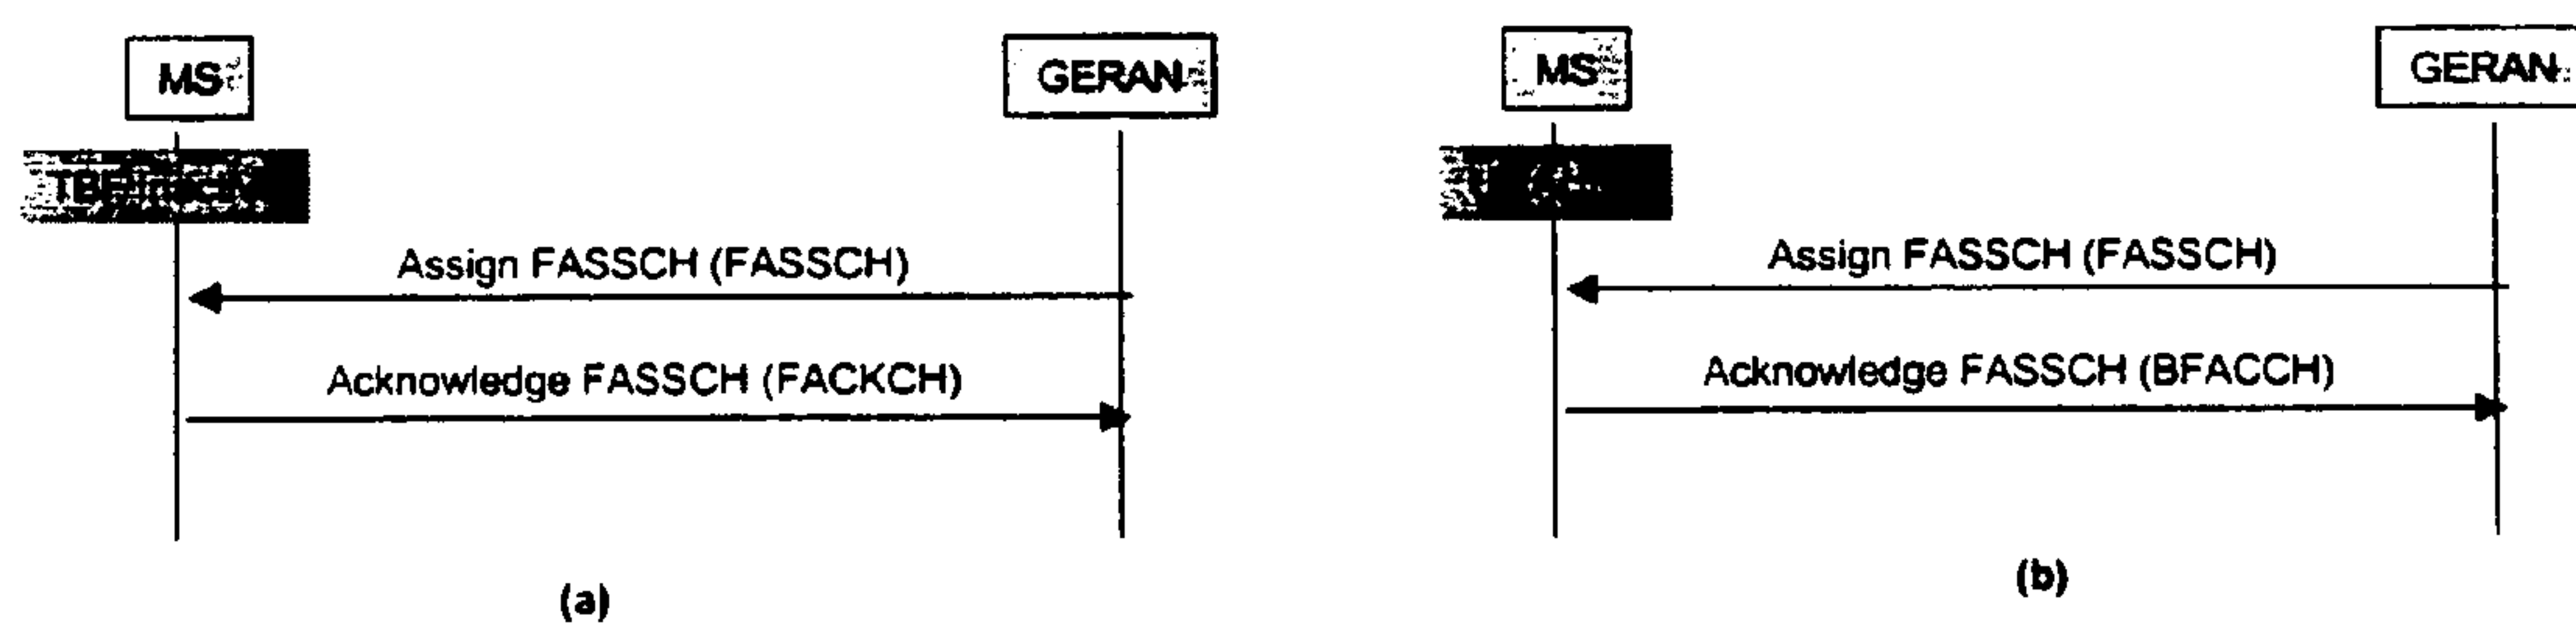 MS
GERAN
Assign FASSCH (FASSCH)
Acknowledge FASSCH (FACKCH)
(a)
MS
GERAN
Assign FASSCH (FASSCH)
Acknowledge FASSCH (BFACCH)
(b)